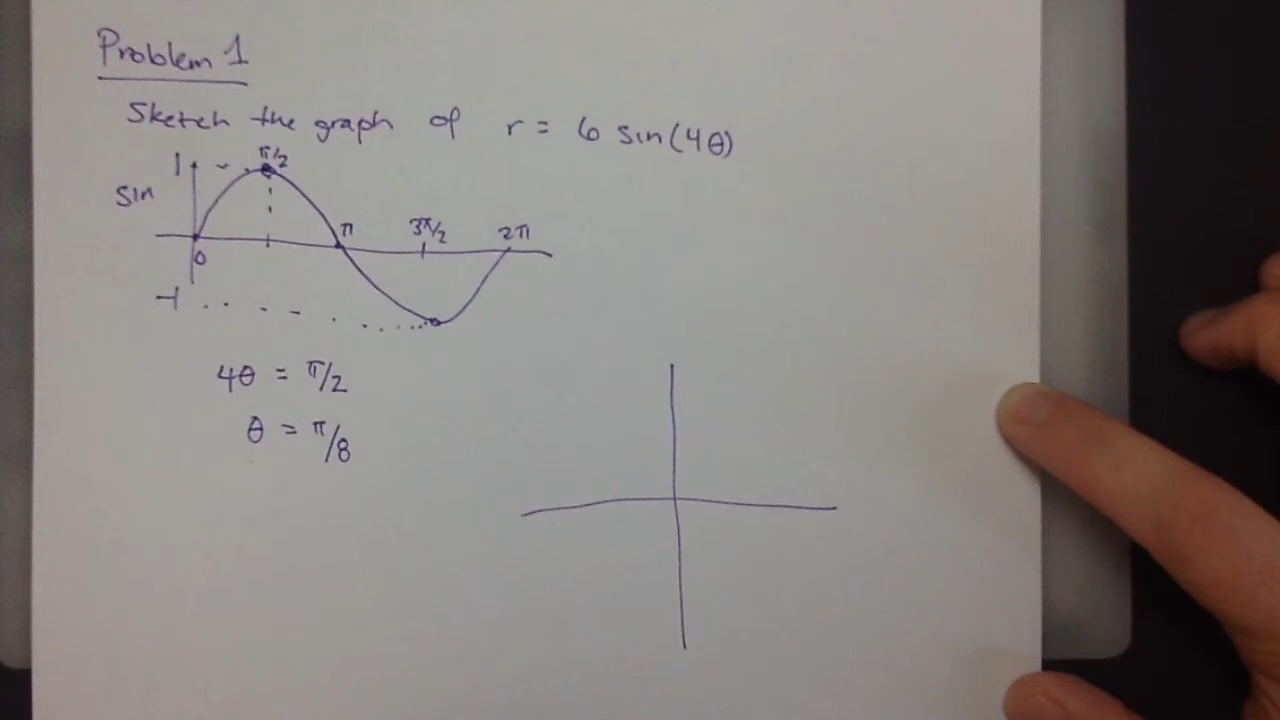 Problem 1
Sketch the graph of r = 6 sin(4θ)
1 π/2
sin
0 π 3π/2 2π
-1
4θ = π/2
θ = π/8